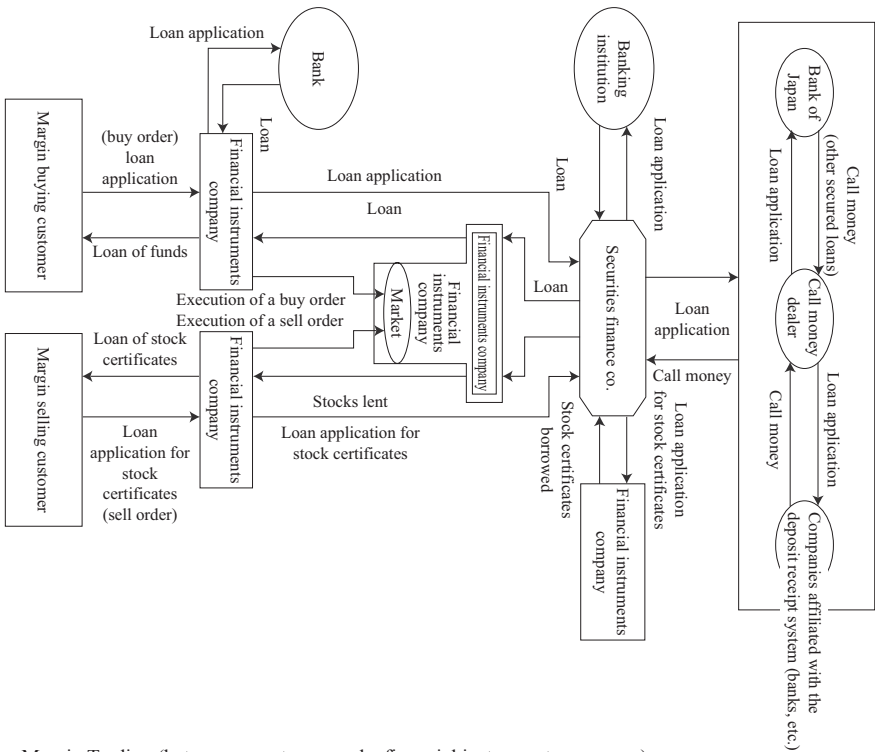 Loan application
Bank
Loan
Margin buying customer
(buy order)
loan
application
Loan of funds
Financial instruments
company
Loan application
Loan
Execution of a buy order
Execution of a sell order
Market
Financial
instruments
company
Financial instruments company
Loan
Margin selling customer
Loan of stock
certificates
Loan
application for
stock
certificates
(sell order)
Financial instruments
company
Stocks lent
Loan application for
stock certificates
Banking
institution
Loan
Loan application
Securities finance co.
Loan
application
Call money
Stock certificates
borrowed
Loan application
for stock certificates
Financial instruments
company
Bank of
Japan
Loan application
Call money
(other secured loans)
Call money
dealer
Call money
Loan application
Companies affiliated with the
deposit receipt system (banks, etc.)